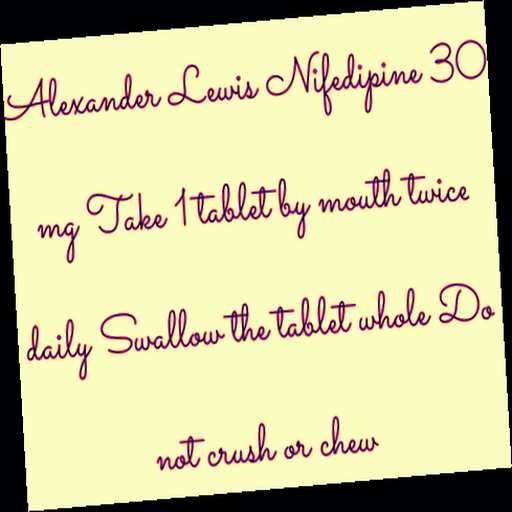 Alexander Lewis Nifedipine 30
mg Take 1 tablet by mouth twice
daily Swallow the tablet whole Do
not crush or chew